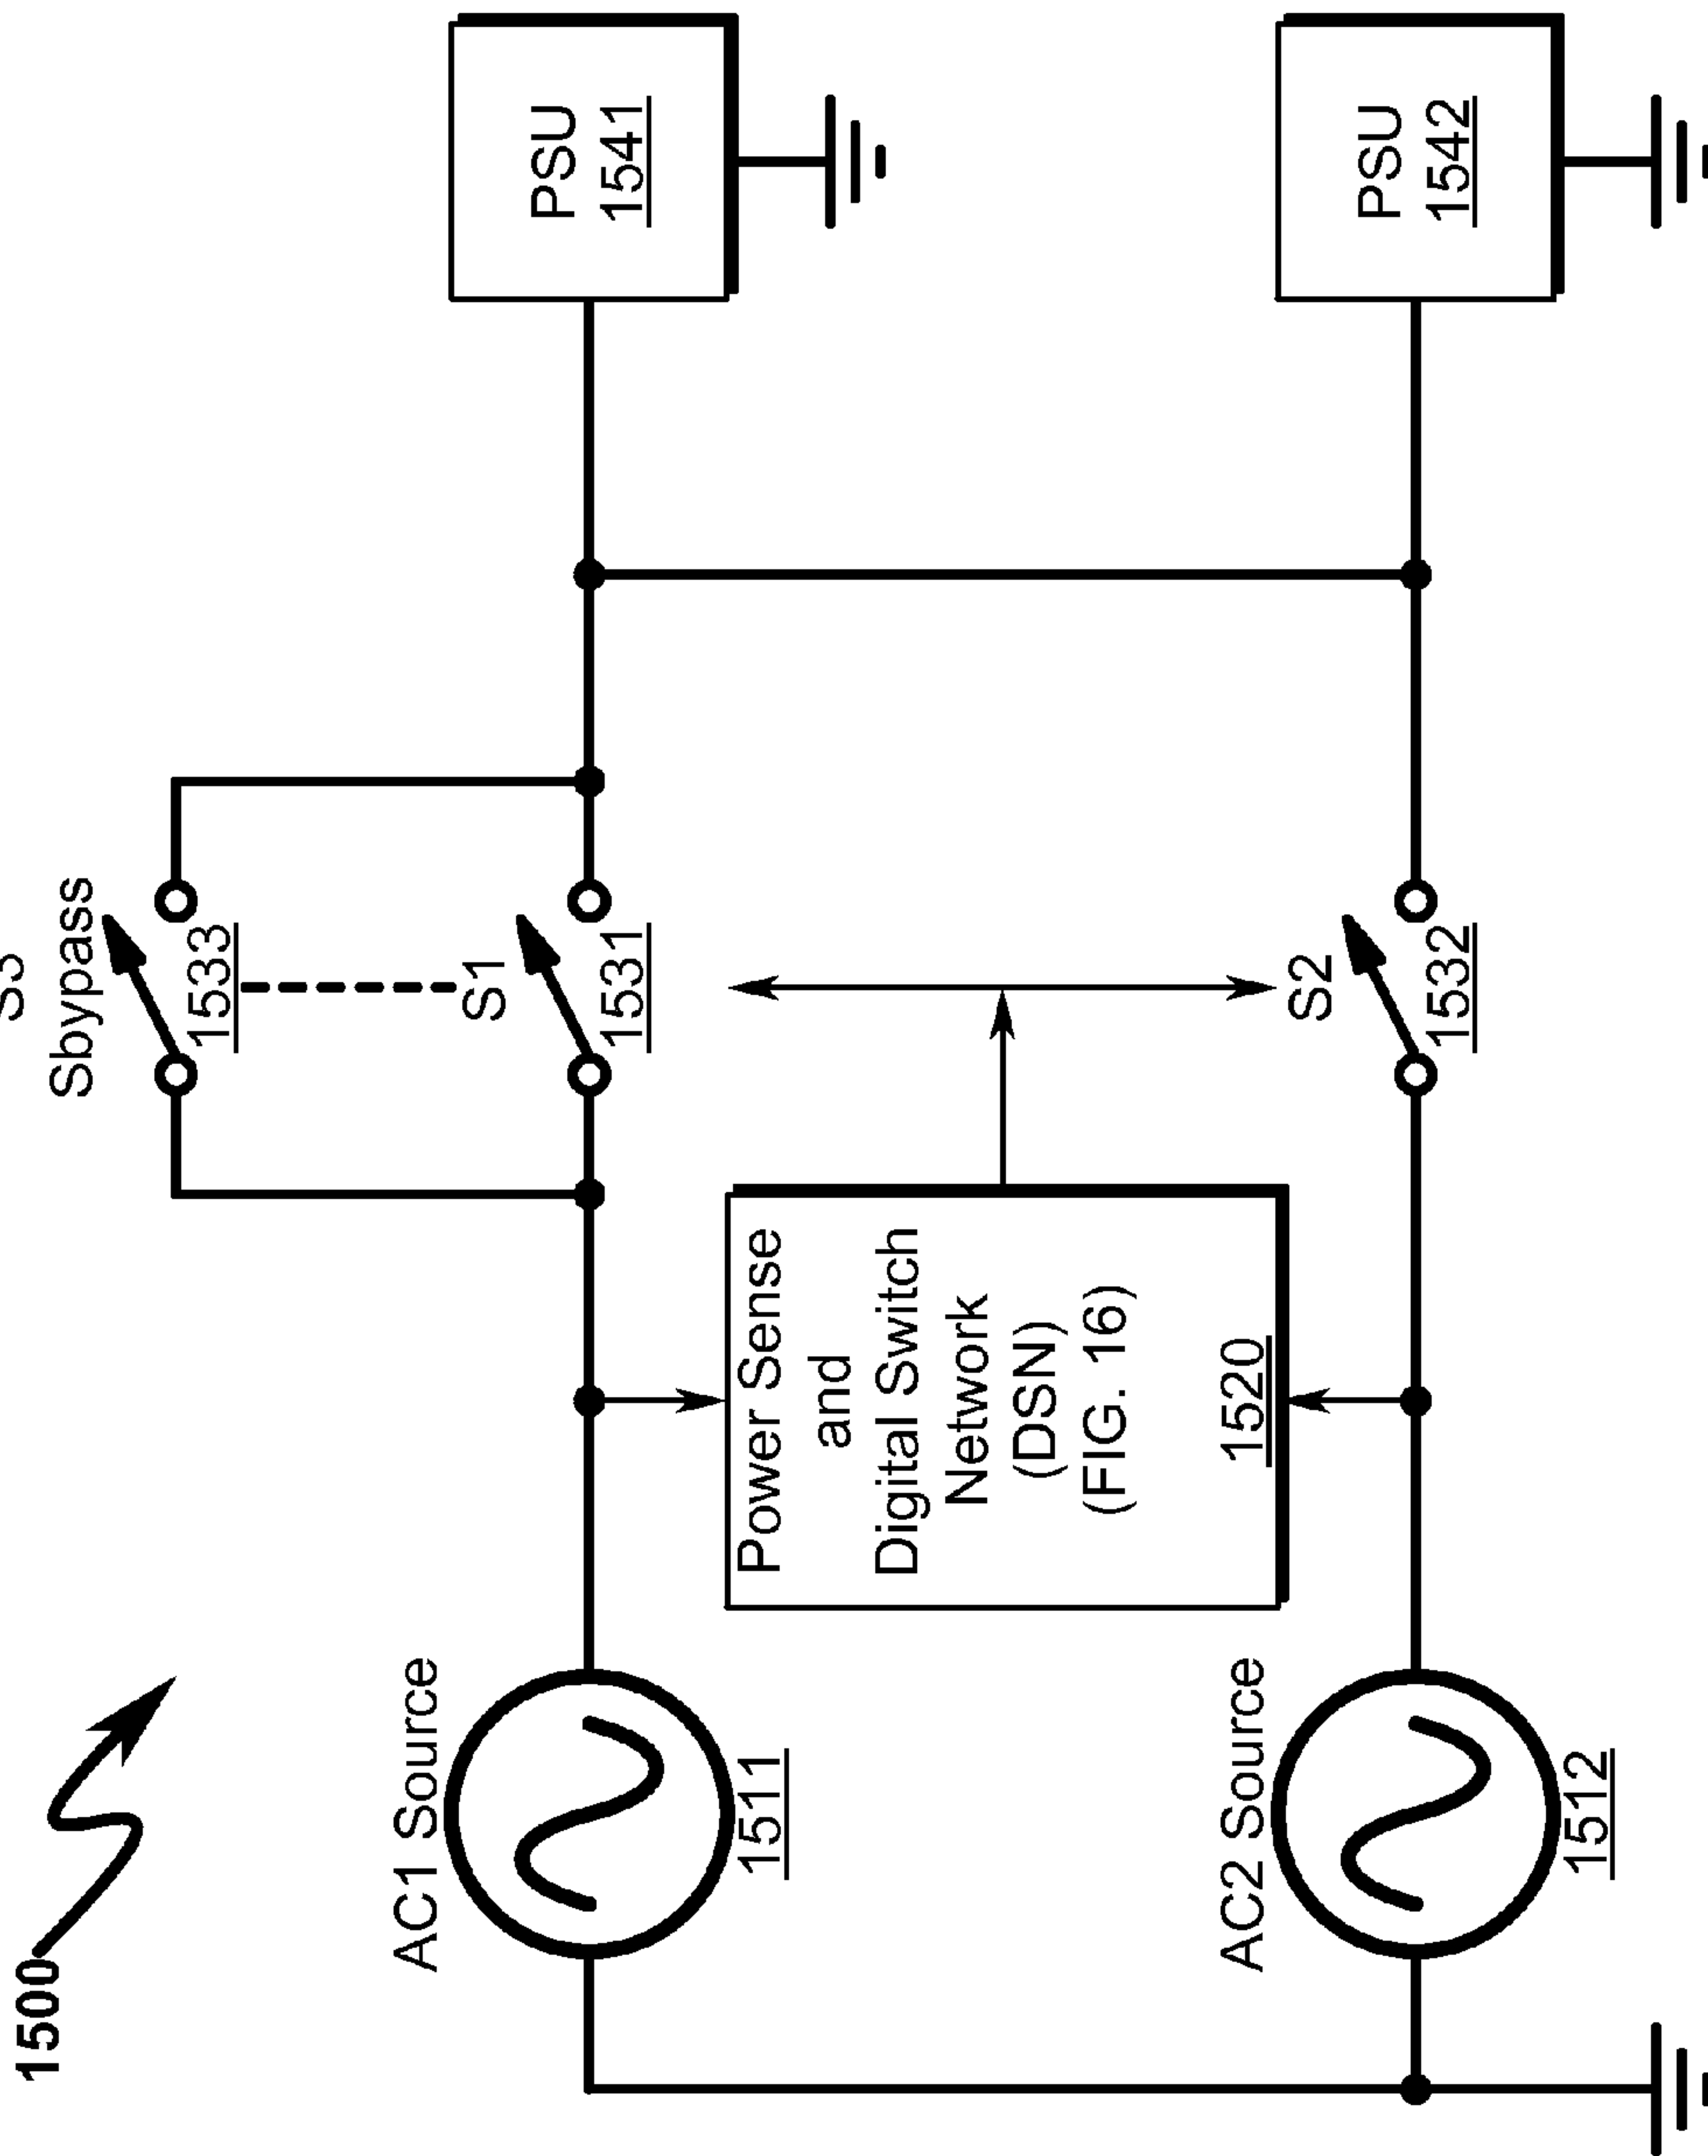 1500
S3
Sbypass
1533
AC1 Source
1511
S1
1531
PSU
1541
Power Sense
and
Digital Switch
Network
(DSN)
(FIG. 16)
1520
AC2 Source
1512
S2
1532
PSU
1542